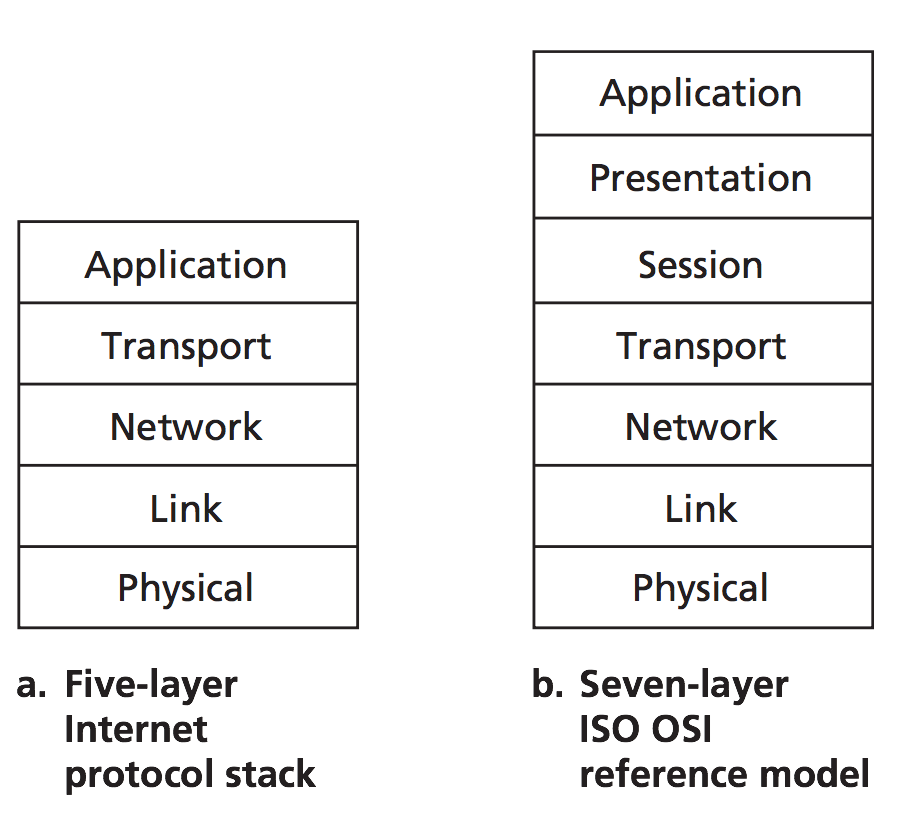 Application
Transport
Network
Link
Physical
a. Five-layer
Internet
protocol stack
Application
Presentation
Session
Transport
Network
Link
Physical
b. Seven-layer
ISO OSI
reference model